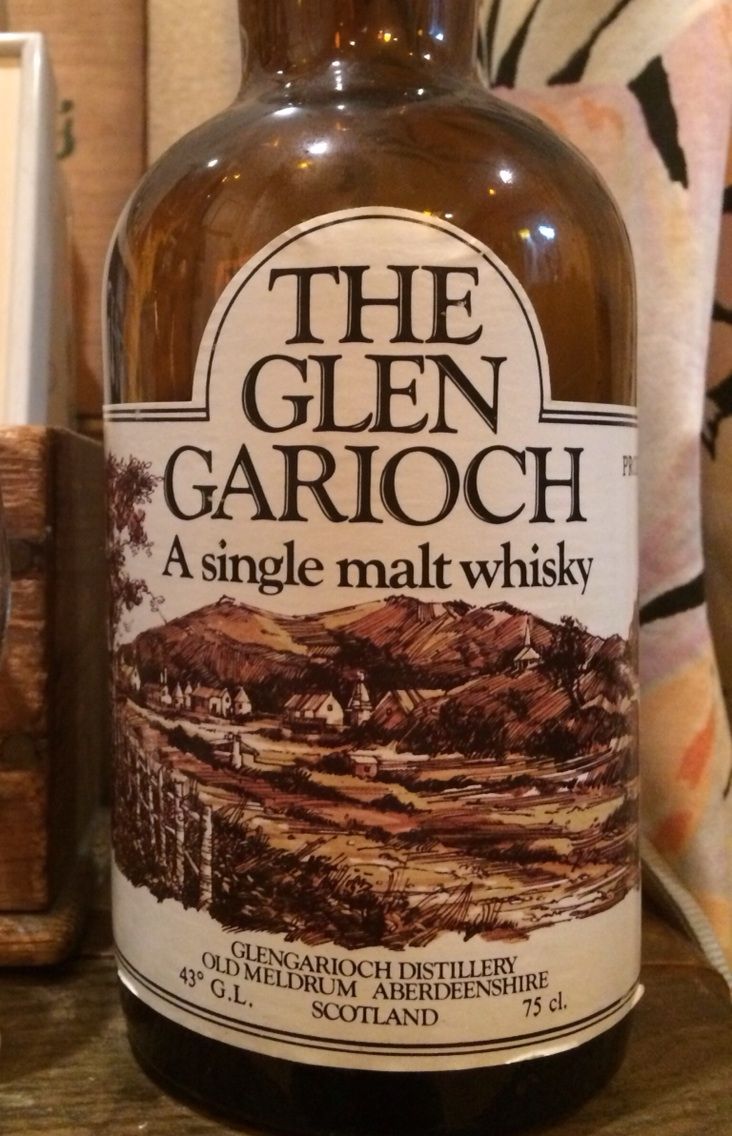 THE
GLEN
GARIOCH
A single malt whisky
GLENGARIOCH DISTILLERY
OLD MELDRUM ABERDEENSHIRE
43° G.L. SCOTLAND 75 cl.